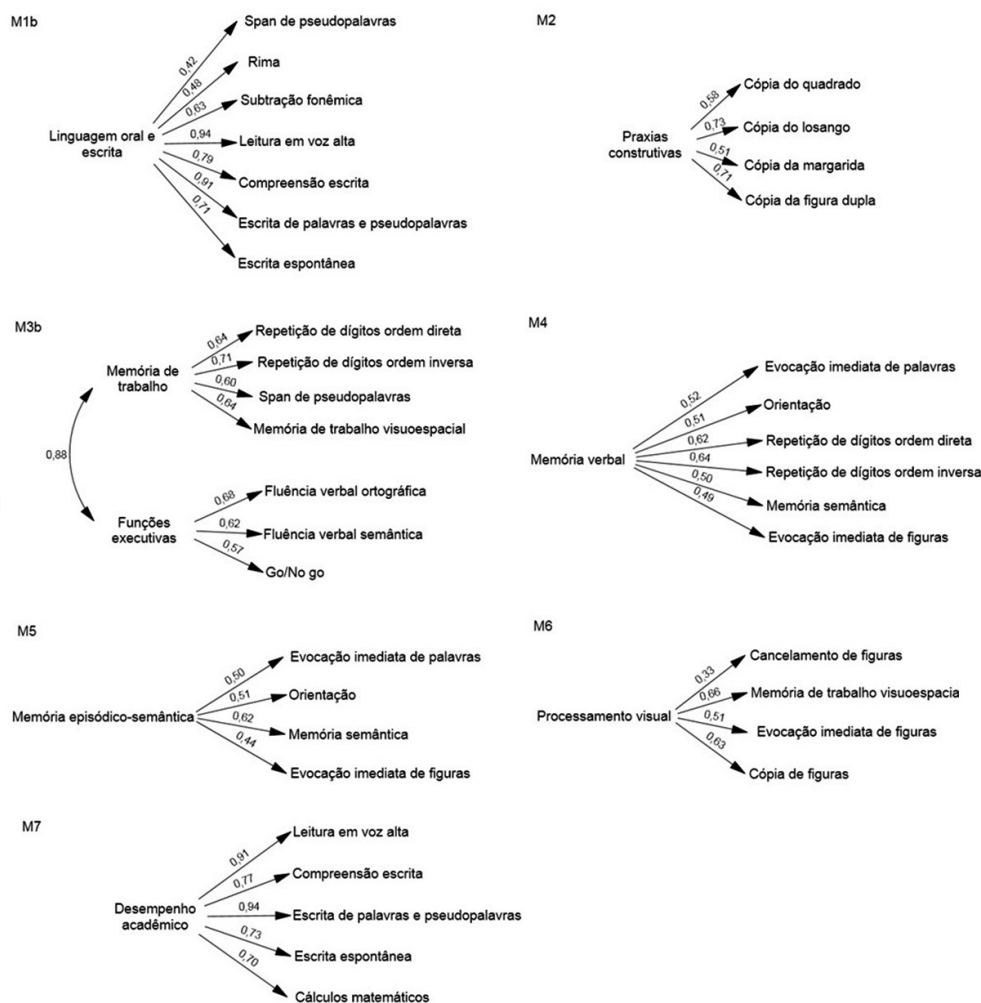 M1b
Span de pseudopalavras
0,42
Rima
0,48
Subtração fonêmica
0,63
Linguagem oral e
escrita
Leitura em voz alta
0,94
Compreensão escrita
0,79
Escrita de palavras e pseudopalavras
0,91
Escrita espontânea
0,71
M2
Cópia do quadrado
0,58
Cópia do losango
0,73
Praxias
construtivas
Cópia da margarida
0,51
Cópia da figura dupla
0,71
M3b
Repetição de dígitos ordem direta
0,64
Memória de
trabalho
Repetição de dígitos ordem inversa
0,71
Span de pseudopalavras
0,60
Memória de trabalho visuoespacial
0,64
0,88
Fluência verbal ortográfica
0,68
Funções
executivas
Fluência verbal semântica
0,62
Go/No go
0,57
M4
Evocação imediata de palavras
0,52
Orientação
0,51
Memória verbal
Repetição de dígitos ordem direta
0,62
Repetição de dígitos ordem inversa
0,64
Memória semântica
0,50
Evocação imediata de figuras
0,49
M5
Evocação imediata de palavras
0,50
Orientação
0,51
Memória episódico-semântica
Memória semântica
0,62
Evocação imediata de figuras
0,44
M6
Cancelamento de figuras
0,33
Memória de trabalho visuoespacia
0,66
Processamento visual
Evocação imediata de figuras
0,51
Cópia de figuras
0,63
M7
Leitura em voz alta
0,91
Compreensão escrita
0,77
Desempenho
acadêmico
Escrita de palavras e pseudopalavras
0,94
Escrita espontânea
0,73
Cálculos matemáticos
0,70